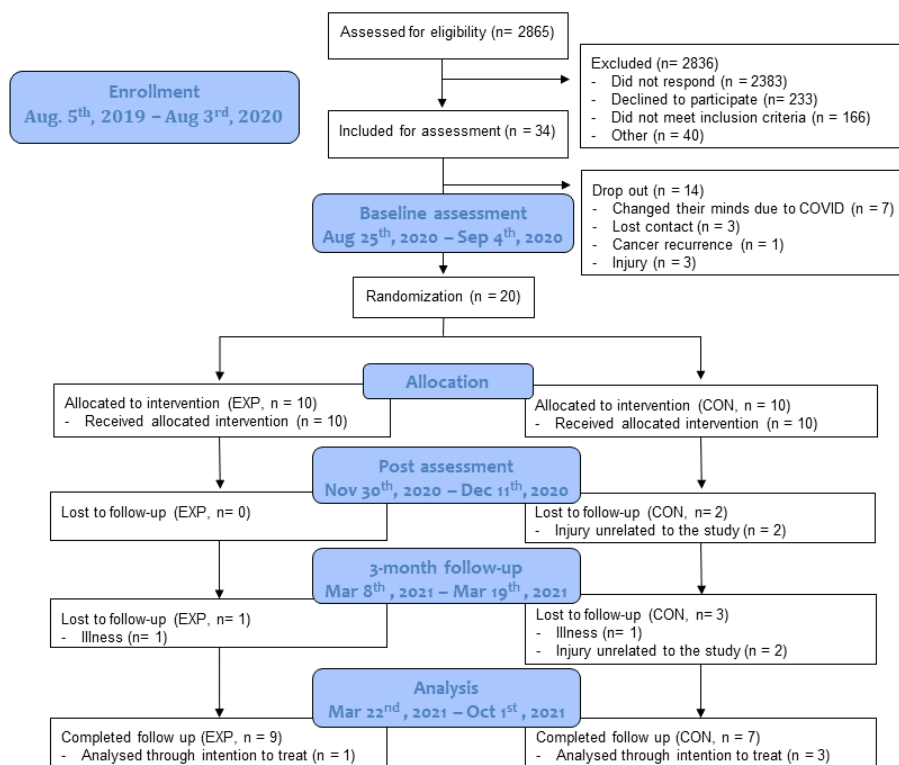 Assessed for eligibility (n= 2865)
Enrollment
Aug. 5th, 2019 – Aug 3rd, 2020
Excluded (n= 2836)
- Did not respond (n = 2383)
- Declined to participate (n= 233)
- Did not meet inclusion criteria (n = 166)
- Other (n = 40)
Included for assessment (n = 34)
Drop out (n = 14)
- Changed their minds due to COVID (n = 7)
- Lost contact (n = 3)
- Cancer recurrence (n = 1)
- Injury (n = 3)
Baseline assessment
Aug 25th, 2020 – Sep 4th, 2020
Randomization (n = 20)
Allocation
Allocated to intervention (EXP, n = 10)
- Received allocated intervention (n = 10)
Allocated to intervention (CON, n = 10)
- Received allocated intervention (n = 10)
Post assessment
Nov 30th, 2020 – Dec 11th, 2020
Lost to follow-up (EXP, n= 0)
Lost to follow-up (CON, n= 2)
- Injury unrelated to the study (n = 2)
3-month follow-up
Mar 8th , 2021 – Mar 19th, 2021
Lost to follow-up (EXP, n= 1)
- Illness (n= 1)
Lost to follow-up (CON, n= 3)
- Illness (n= 1)
- Injury unrelated to the study (n = 2)
Analysis
Mar 22nd , 2021 – Oct 1st , 2021
Completed follow up (EXP, n = 9)
- Analysed through intention to treat (n = 1)
Completed follow up (CON, n = 7)
- Analysed through intention to treat (n = 3)